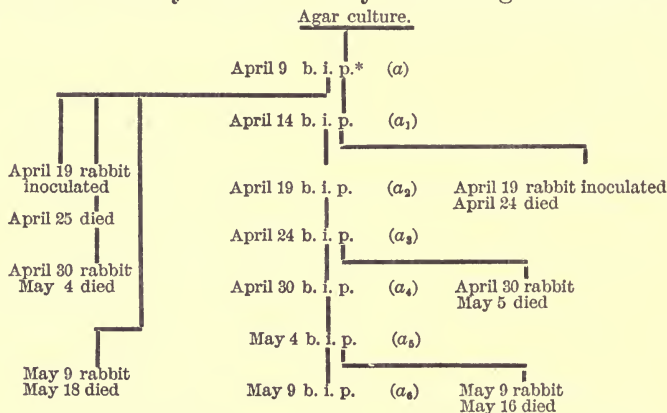 Agar culture.
April 9 b. i. p.* (a)
April 14 b. i. p. (a₁)
April 19 rabbit
inoculated
April 25 died
April 30 rabbit
May 4 died
May 9 rabbit
May 18 died
April 19 b. i. p. (a₂)
April 19 rabbit inoculated
April 24 died
April 24 b. i. p. (a₃)
April 30 b. i. p. (a₄)
April 30 rabbit
May 5 died
May 4 b. i. p. (a₅)
May 9 b. i. p. (a₆)
May 9 rabbit
May 16 died